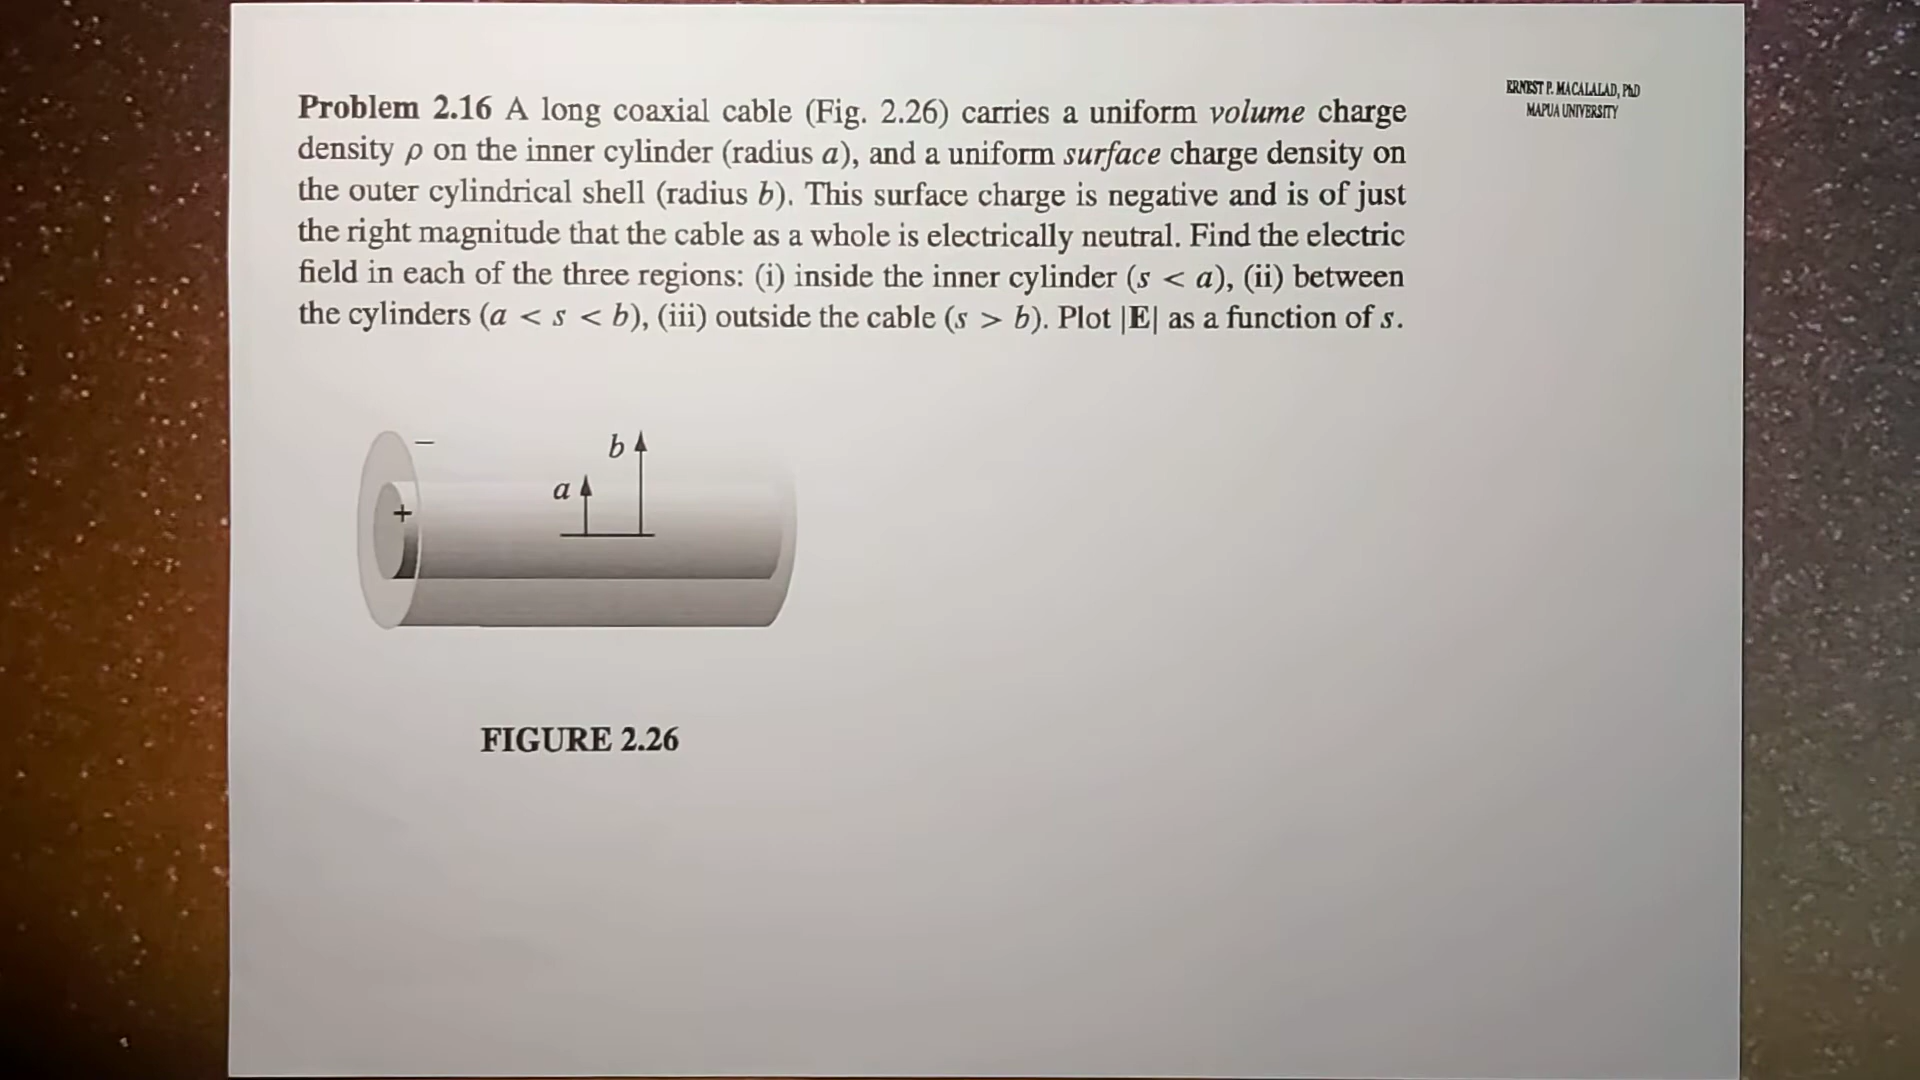 Problem 2.16 A long coaxial cable (Fig. 2.26) carries a uniform volume charge
density ρ on the inner cylinder (radius a), and a uniform surface charge density on
the outer cylindrical shell (radius b). This surface charge is negative and is of just
the right magnitude that the cable as a whole is electrically neutral. Find the electric
field in each of the three regions: (i) inside the inner cylinder (s < a), (ii) between
the cylinders (a < s < b), (iii) outside the cable (s > b). Plot |E| as a function of s.
ERNEST P. MACALALAD, PhD
MAPUA UNIVERSITY
−
b
a
+
FIGURE 2.26